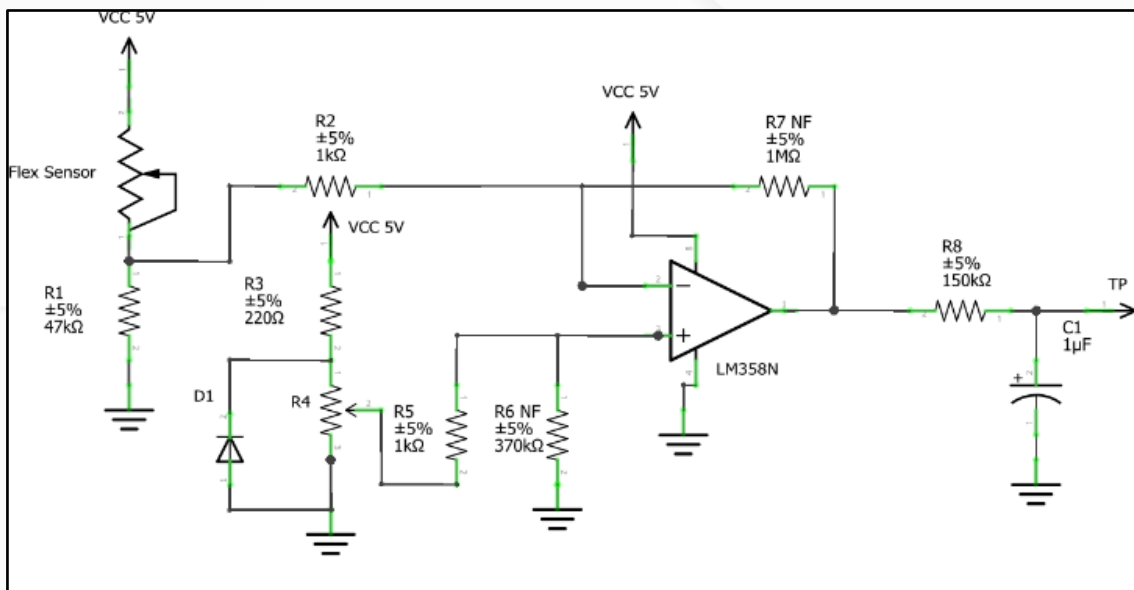 VCC 5V
Flex Sensor
R1
±5%
47kΩ
R2
±5%
1kΩ
VCC 5V
R3
±5%
220Ω
D1
R4
R5
±5%
1kΩ
R6 NF
±5%
370kΩ
VCC 5V
R7 NF
±5%
1MΩ
LM358N
R8
±5%
150kΩ
C1
1µF
TP